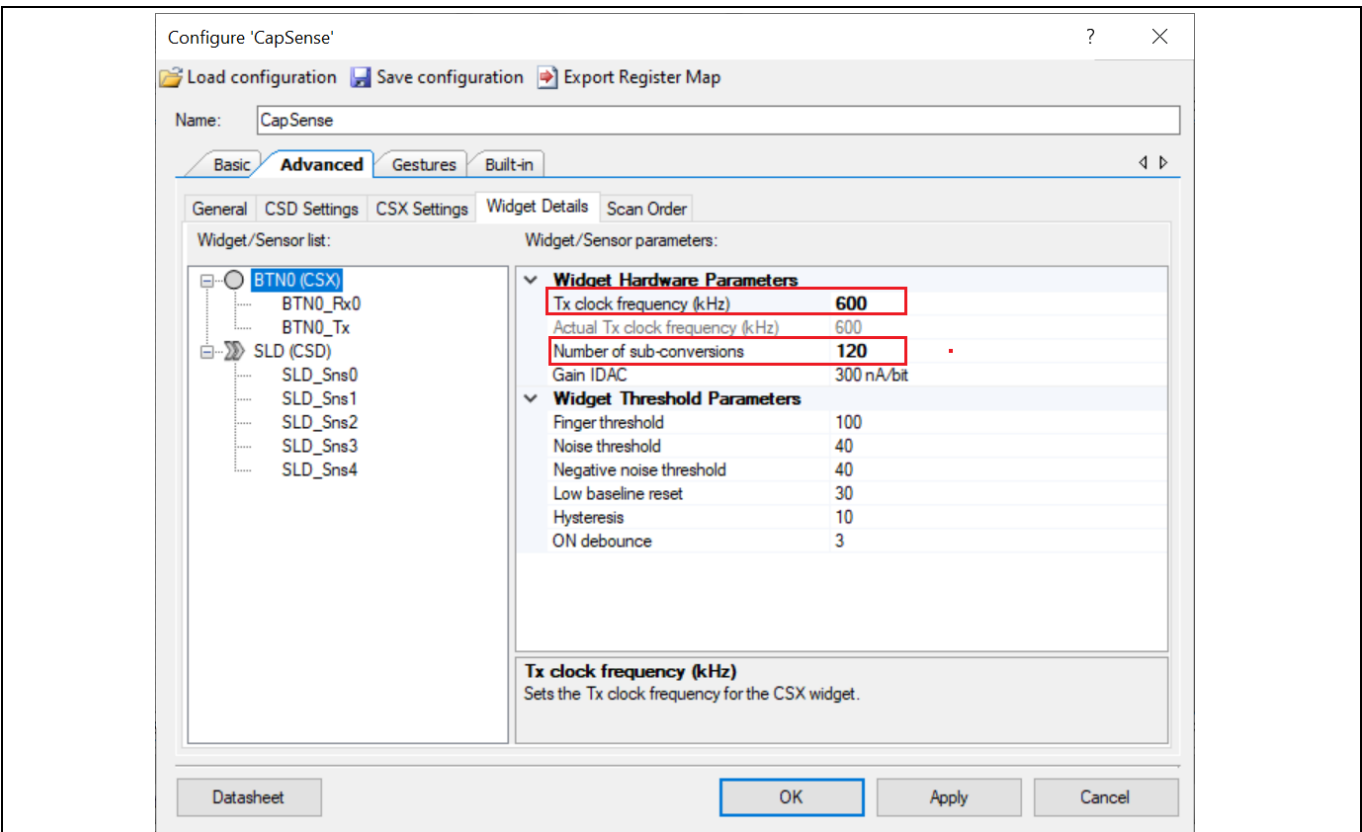 Configure 'CapSense' ?
Load configuration Save configuration Export Register Map
Name: CapSense
Basic Advanced Gestures Built-in
General CSD Settings CSX Settings Widget Details Scan Order
Widget/Sensor list: Widget/Sensor parameters:
BTN0 (CSX) Widget Hardware Parameters
BTN0_Rx0 Tx clock frequency (kHz) 600
BTN0_Tx Actual Tx clock frequency (kHz) 600
SLD (CSD) Number of sub-conversions 120
SLD_Sns0 Gain IDAC 300 nA/bit
SLD_Sns1 Widget Threshold Parameters
SLD_Sns2 Finger threshold 100
SLD_Sns3 Noise threshold 40
SLD_Sns4 Negative noise threshold 40
Low baseline reset 30
Hysteresis 10
ON debounce 3
Tx clock frequency (kHz)
Sets the Tx clock frequency for the CSX widget.
Datasheet OK Apply Cancel